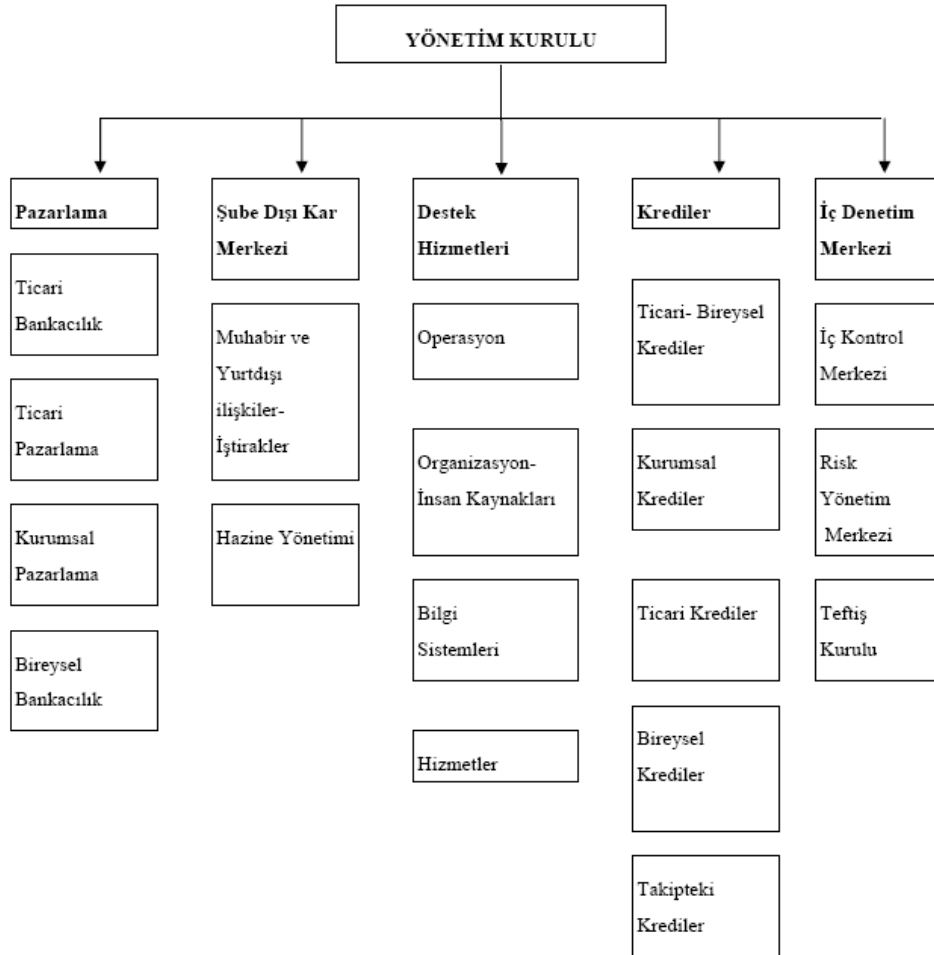 YÖNETİM KURULU
Pazarlama
Ticari
Bankacılık
Ticari
Pazarlama
Kurumsal
Pazarlama
Bireysel
Bankacılık
Şube Dışı Kar
Merkezi
Muhabir ve
Yurtdışı
ilişkiler-
İştirakler
Hazine Yönetimi
Destek
Hizmetleri
Operasyon
Organizasyon-
İnsan Kaynakları
Bilgi
Sistemleri
Hizmetler
Krediler
Ticari- Bireysel
Krediler
Kurumsal
Krediler
Ticari Krediler
Bireysel
Krediler
Takipteki
Krediler
İç Denetim
Merkezi
İç Kontrol
Merkezi
Risk
Yönetim
Merkezi
Teftiş
Kurulu